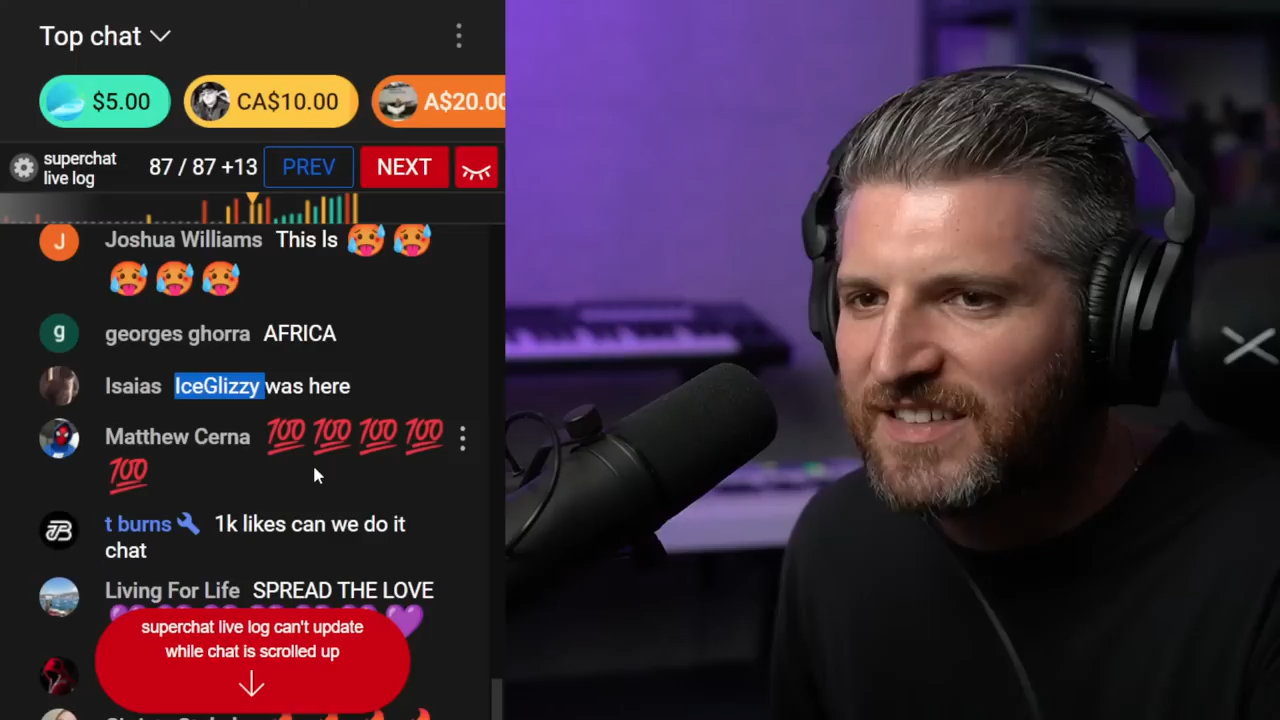 Top chat
$5.00 CA$10.00 A$20.00
superchat
live log
87 / 87 +13 PREV NEXT
J Joshua Williams This ls 🥵🥵
🥵🥵🥵
g georges ghorra AFRICA
Isaias IceGlizzy was here
Matthew Cerna 💯💯💯💯
💯
t burns 1k likes can we do it
chat
Living For Life SPREAD THE LOVE
superchat live log can't update
while chat is scrolled up